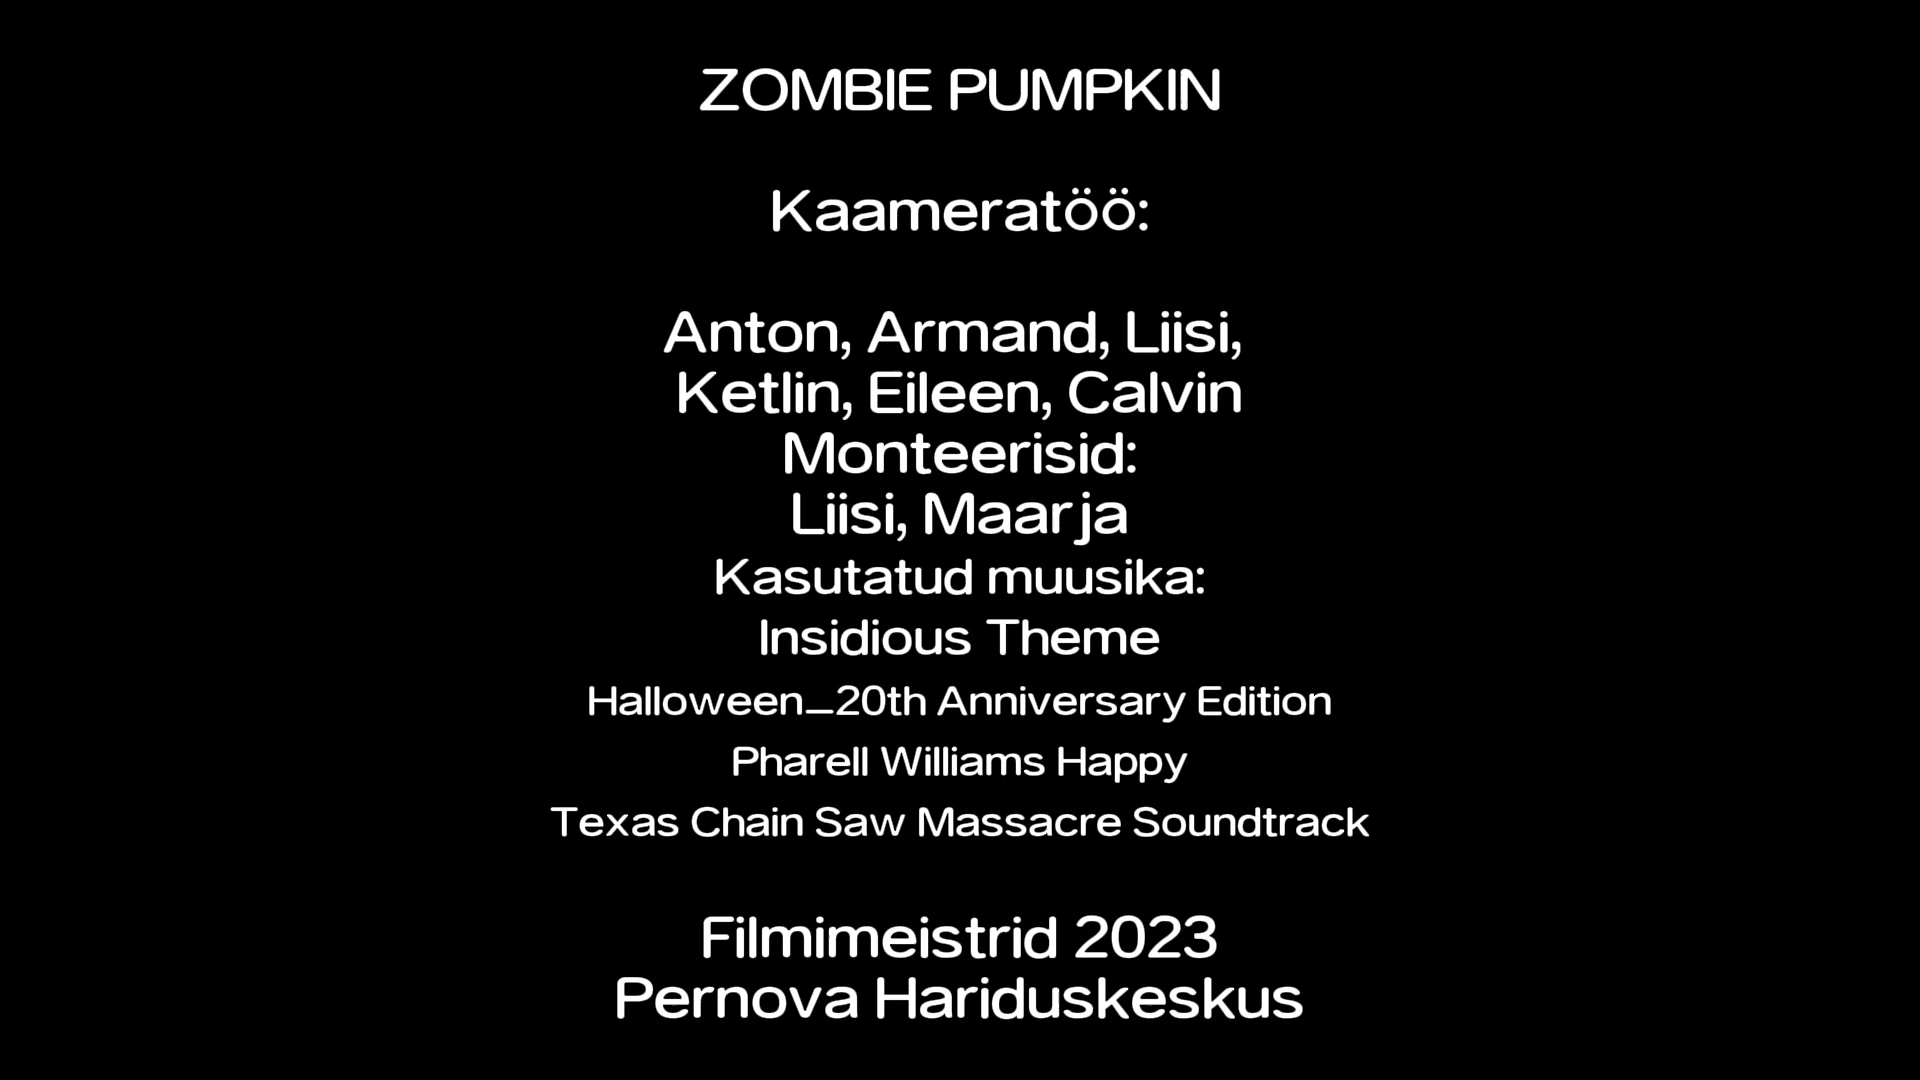 ZOMBIE PUMPKIN
Kaameratöö:
Anton, Armand, Liisi,
Ketlin, Eileen, Calvin
Monteerisid:
Liisi, Maarja
Kasutatud muusika:
Insidious Theme
Halloween_20th Anniversary Edition
Pharell Williams Happy
Texas Chain Saw Massacre Soundtrack
Filmimeistrid 2023
Pernova Hariduskeskus